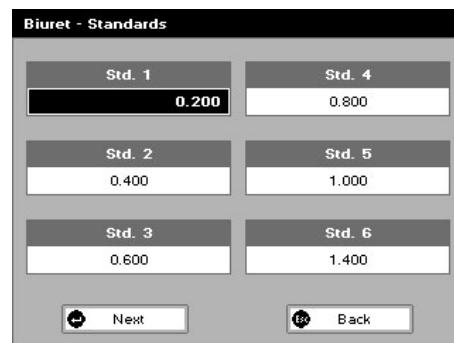 Biuret - Standards
Std. 1
0.200
Std. 4
0.800
Std. 2
0.400
Std. 5
1.000
Std. 3
0.600
Std. 6
1.400
Next
Esc Back